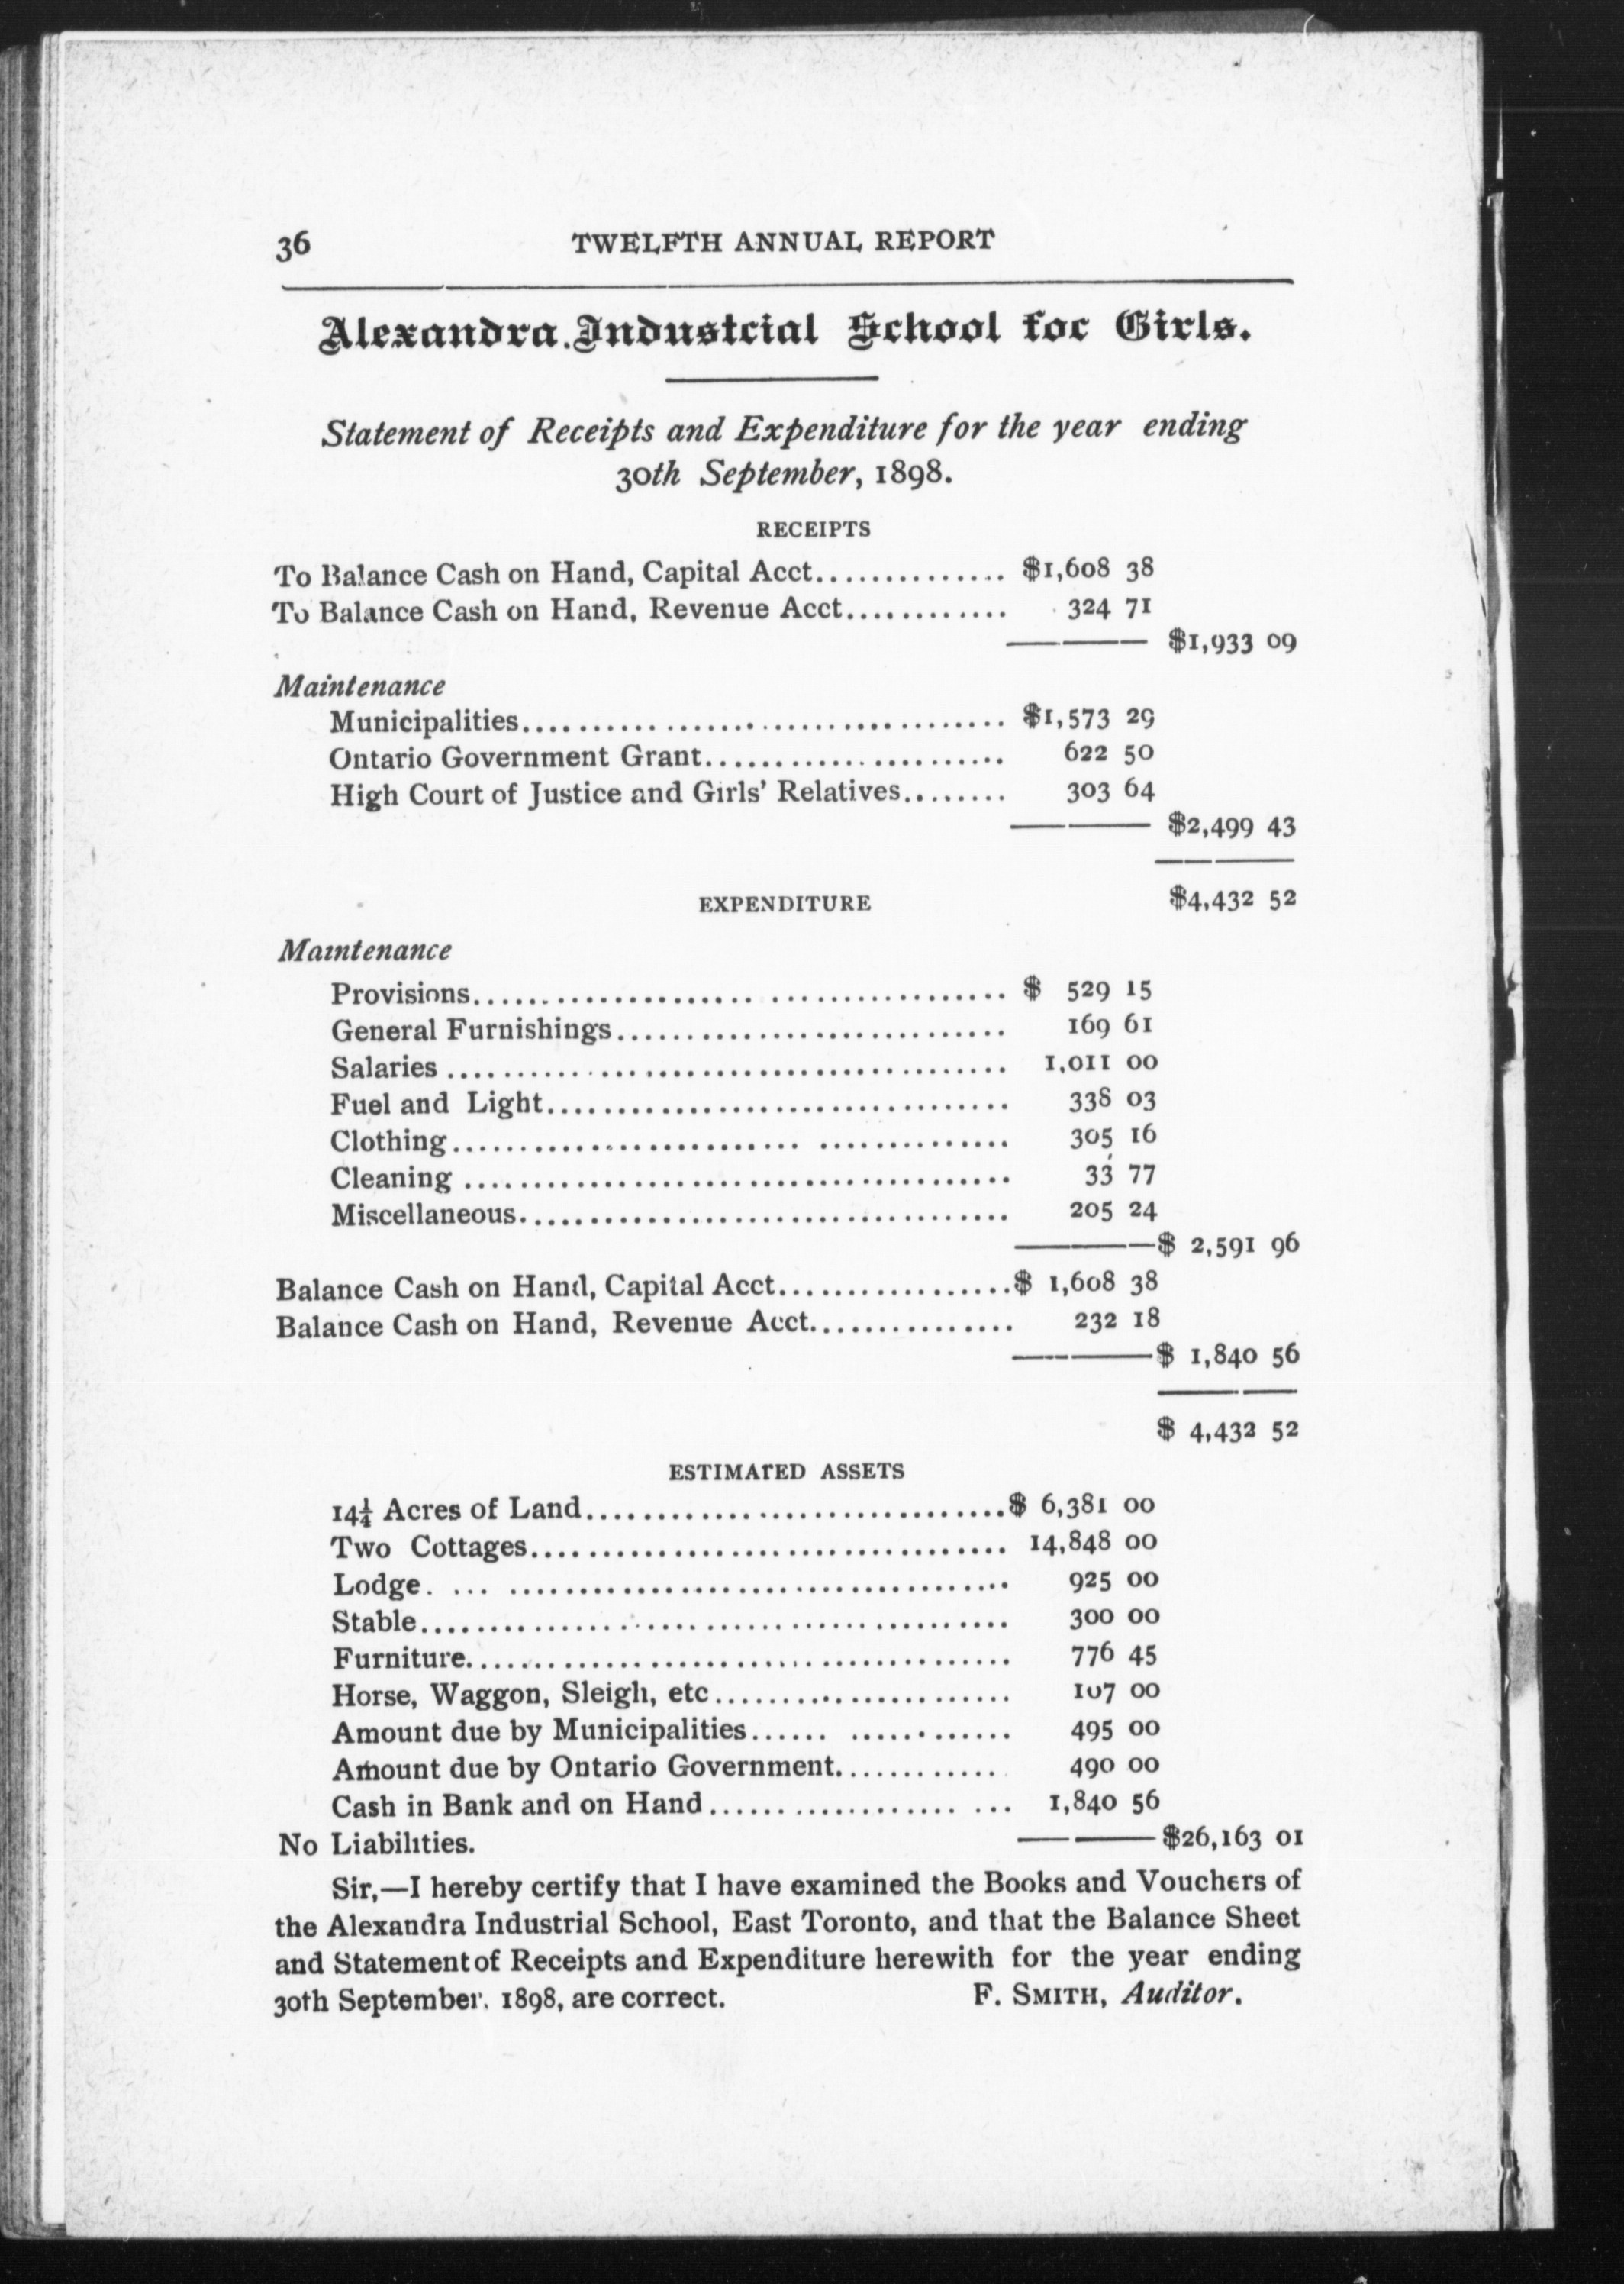 36 TWELFTH ANNUAL REPORT
Alexandra Industrial School for Girls.
Statement of Receipts and Expenditure for the year ending
30th September, 1898.
RECEIPTS
To Balance Cash on Hand, Capital Acct.............. $1,608 38
To Balance Cash on Hand, Revenue Acct............ 324 71
$1,933 09
Maintenance
Municipalities.................................. $1,573 29
Ontario Government Grant...................... 622 50
High Court of Justice and Girls' Relatives........ 303 64
$2,499 43
EXPENDITURE $4,432 52
Maintenance
Provisions..................................... $ 529 15
General Furnishings............................ 169 61
Salaries ........................................ 1,011 00
Fuel and Light................................. 338 03
Clothing....................................... 305 16
Cleaning ....................................... 33 77
Miscellaneous................................... 205 24
$ 2,591 96
Balance Cash on Hand, Capital Acct.................$ 1,608 38
Balance Cash on Hand, Revenue Acct............... 232 18
$ 1,840 56
$ 4,432 52
ESTIMATED ASSETS
14¼ Acres of Land..............................$ 6,381 00
Two Cottages.................................. 14,848 00
Lodge. ... .................................... 925 00
Stable.......................................... 300 00
Furniture....................................... 776 45
Horse, Waggon, Sleigh, etc..................... 107 00
Amount due by Municipalities...... ............ 495 00
Amount due by Ontario Government............ 490 00
Cash in Bank and on Hand.................. ... 1,840 56
No Liabilities. $26,163 01
Sir,—I hereby certify that I have examined the Books and Vouchers of
the Alexandra Industrial School, East Toronto, and that the Balance Sheet
and Statement of Receipts and Expenditure herewith for the year ending
30th September, 1898, are correct. F. SMITH, Auditor.